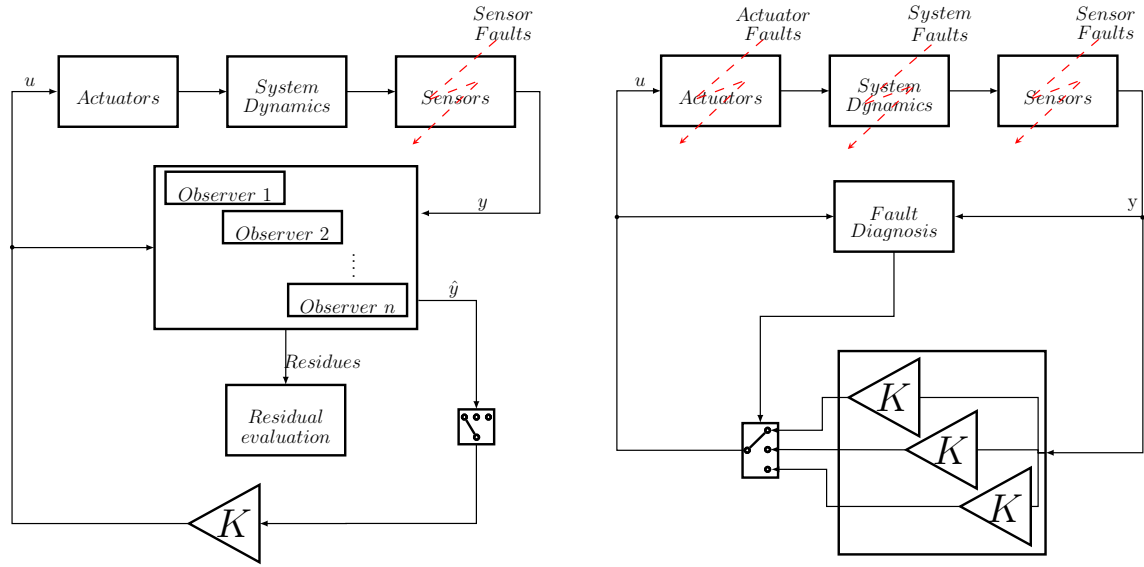 Sensor
Faults
u
Actuators
System
Dynamics
Sensors
Observer 1
Observer 2
Observer n
y
ŷ
Residues
Residual
evaluation
K
Actuator
Faults
System
Faults
Sensor
Faults
u
Actuators
System
Dynamics
Sensors
Fault
Diagnosis
y
K
K
K